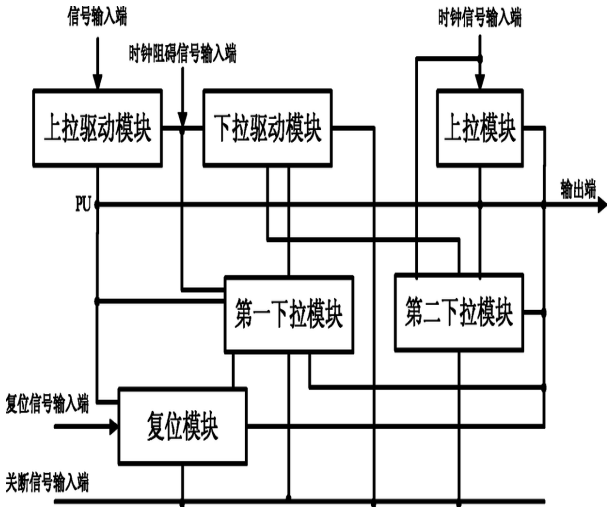 信号输入端
时钟信号输入端
时钟阻碍信号输入端
上拉驱动模块
下拉驱动模块
上拉模块
PU
输出端
第一下拉模块
第二下拉模块
复位信号输入端
复位模块
关断信号输入端